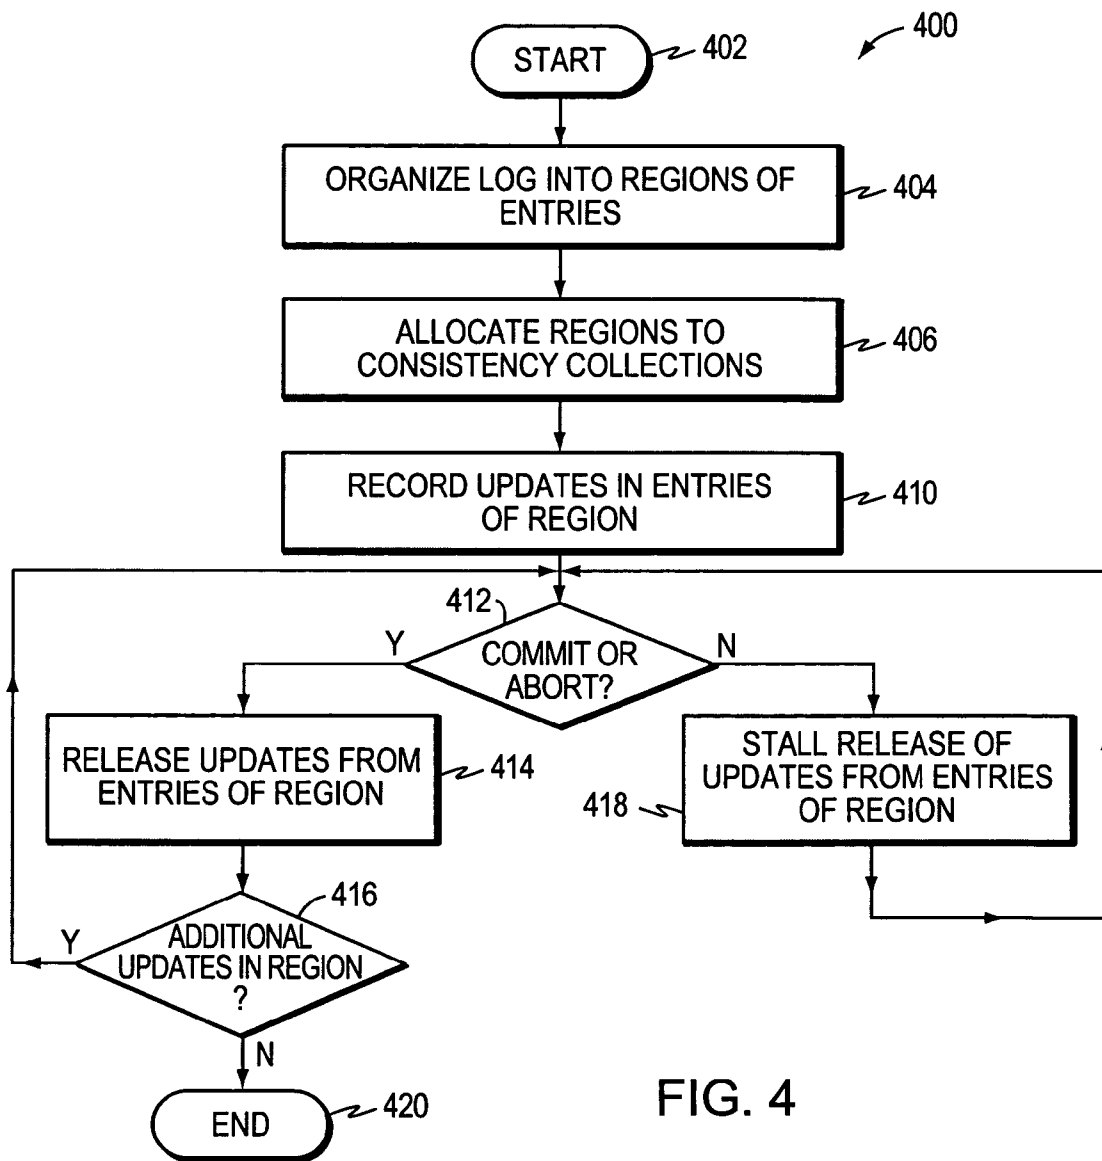 400
START
402
ORGANIZE LOG INTO REGIONS OF
ENTRIES
404
ALLOCATE REGIONS TO
CONSISTENCY COLLECTIONS
406
RECORD UPDATES IN ENTRIES
OF REGION
410
412
Y
COMMIT OR
ABORT?
N
RELEASE UPDATES FROM
ENTRIES OF REGION
414
STALL RELEASE OF
UPDATES FROM ENTRIES
OF REGION
418
416
Y
ADDITIONAL
UPDATES IN REGION
?
N
END
420
FIG. 4